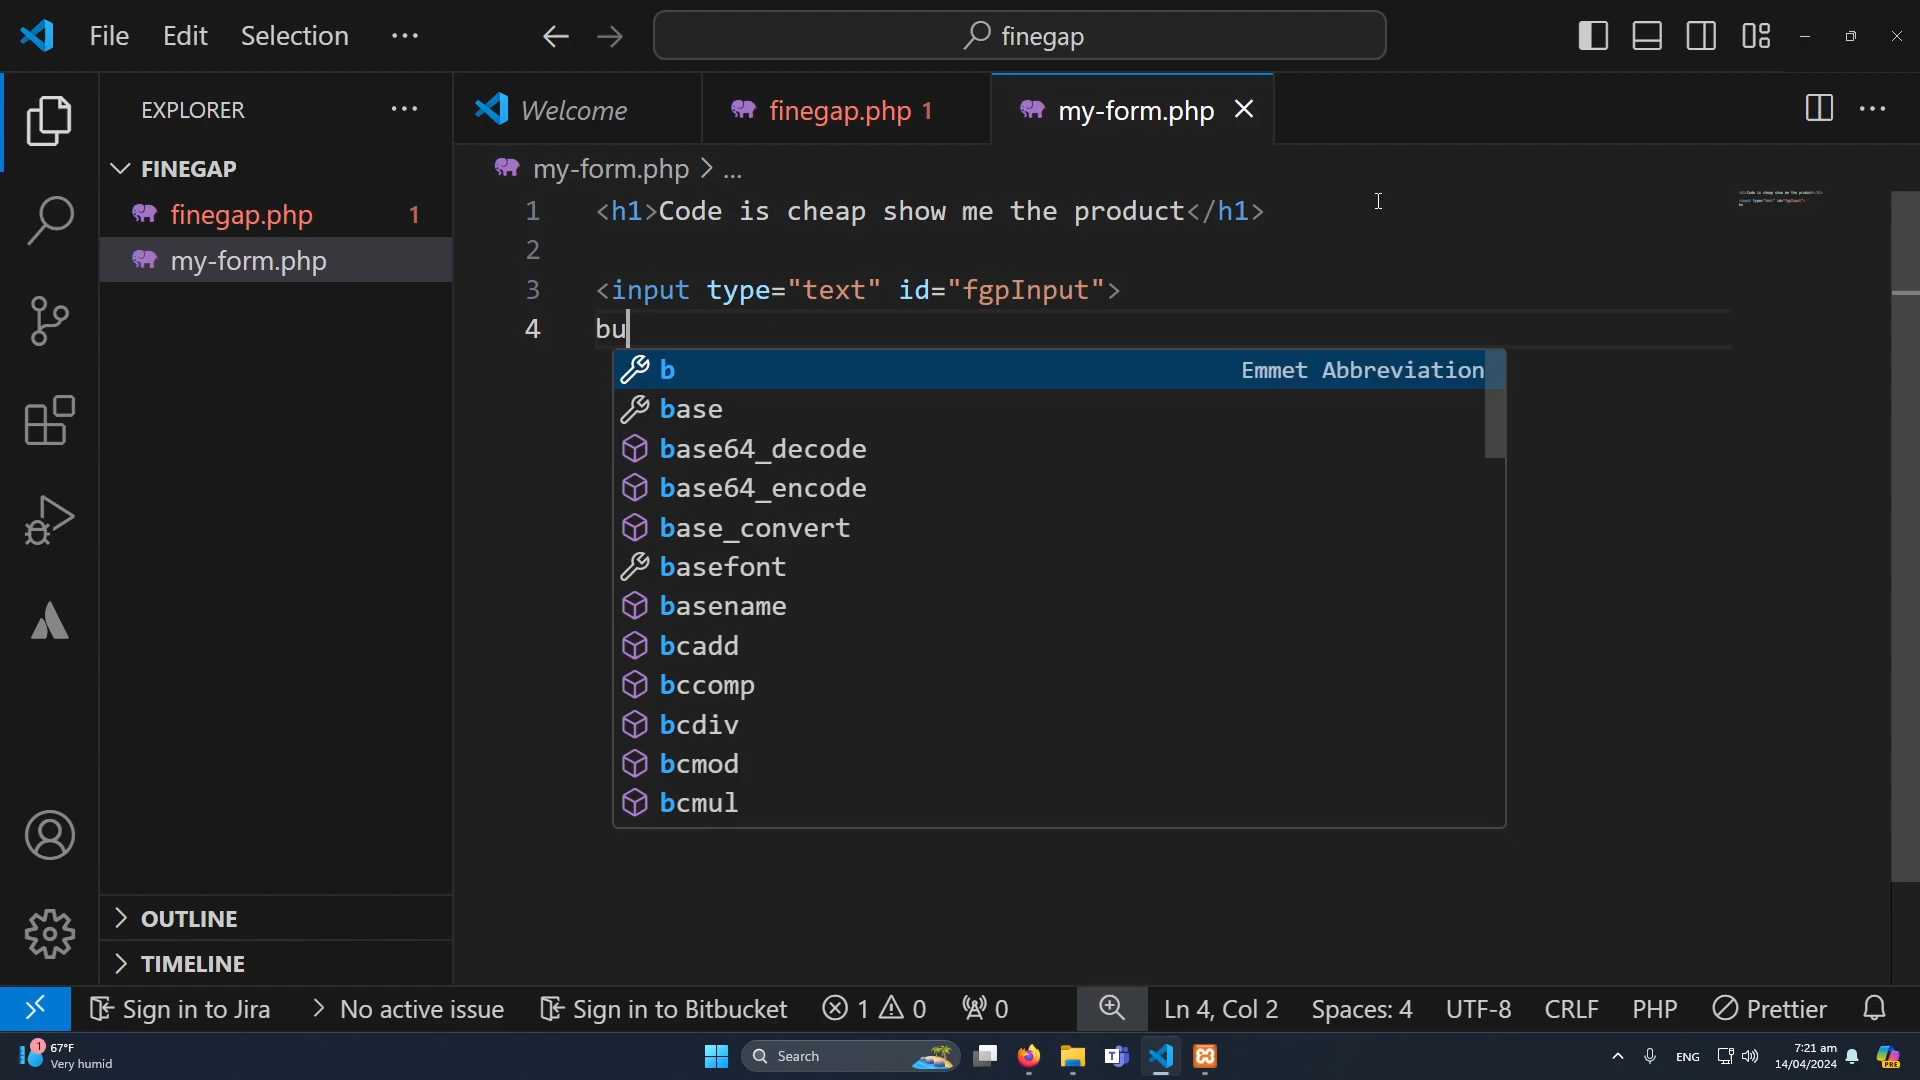 File Edit Selection ··· finegap
EXPLORER ··· Welcome finegap.php 1 my-form.php
FINEGAP
finegap.php 1
my-form.php
my-form.php > ...
1 <h1>Code is cheap show me the product</h1>
2
3 <input type="text" id="fgpInput">
4 bu
b Emmet Abbreviation
base
base64_decode
base64_encode
base_convert
basefont
basename
bcadd
bccomp
bcdiv
bcmod
bcmul
OUTLINE
TIMELINE
Sign in to Jira No active issue Sign in to Bitbucket 1 0 0 Ln 4, Col 2 Spaces: 4 UTF-8 CRLF PHP Prettier
1 67°F
Very humid
Search
ENG
7:21 am
14/04/2024
PRE